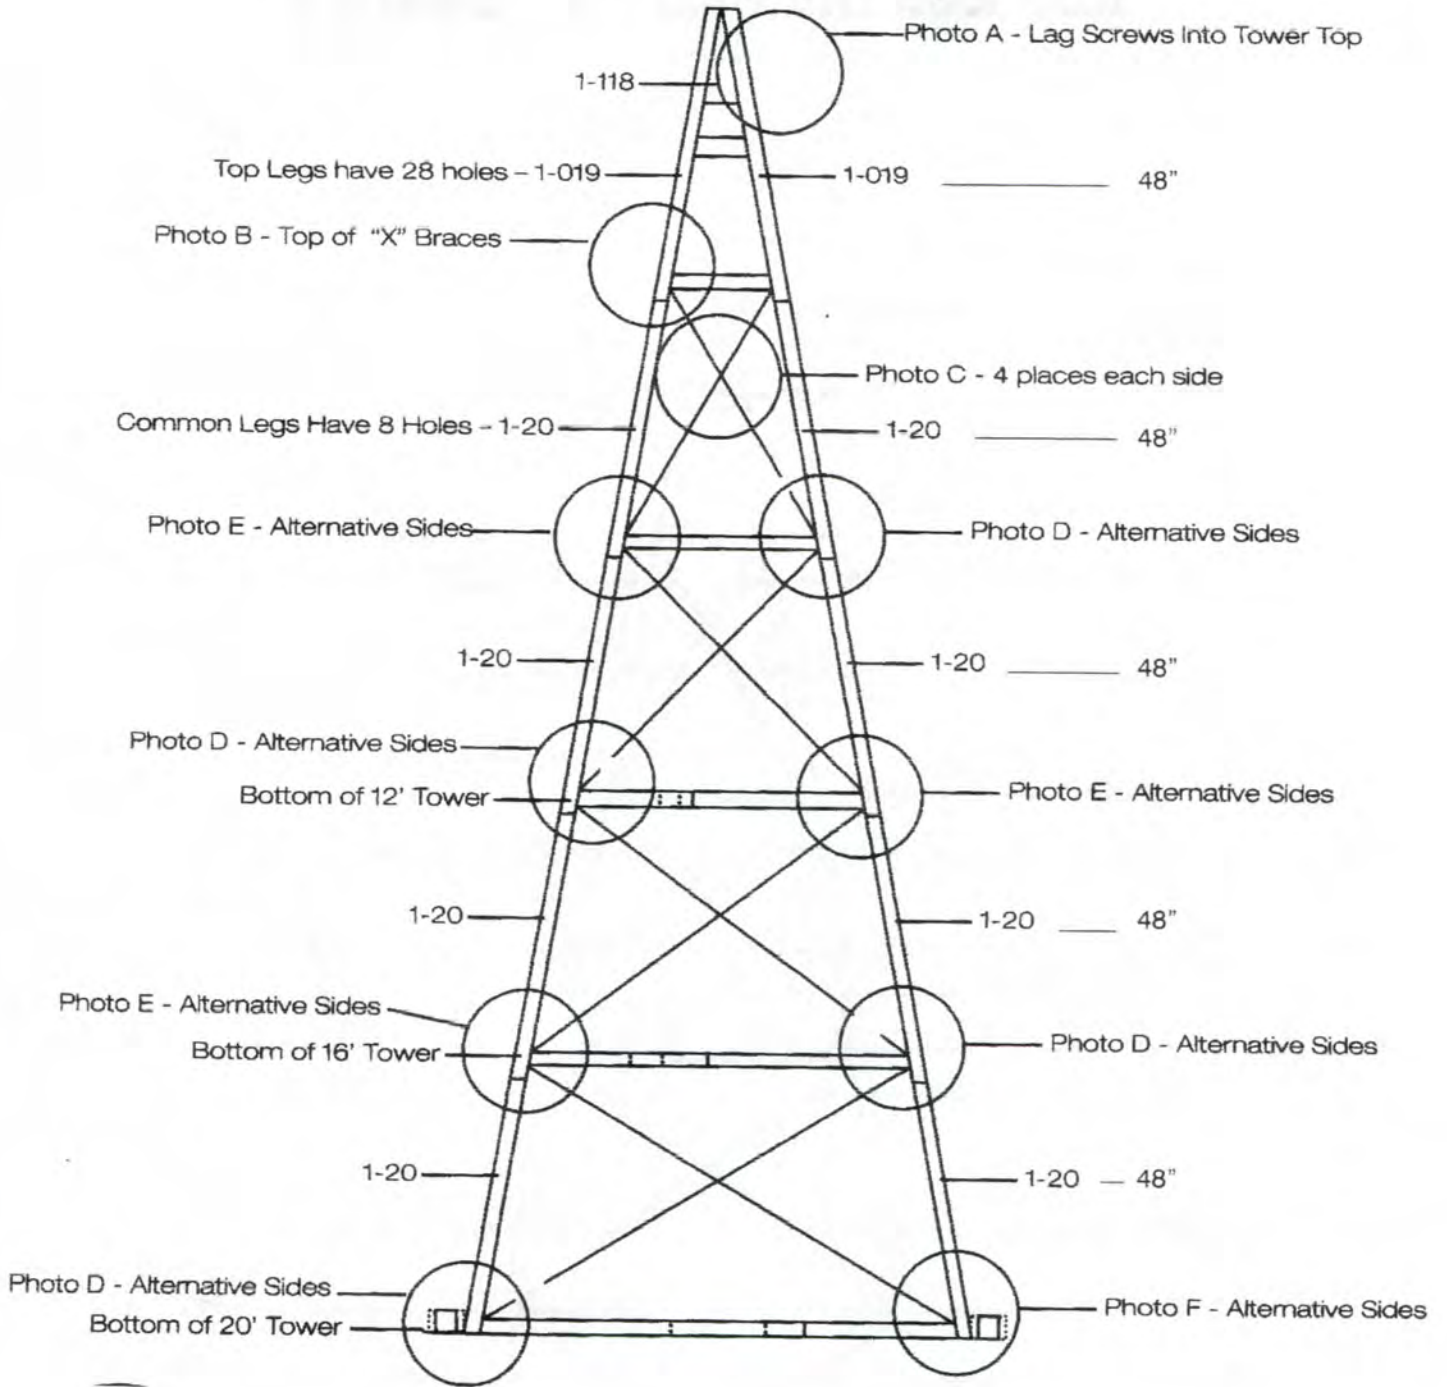 Photo A - Lag Screws Into Tower Top
1-118
Top Legs have 28 holes - 1-019
1-019 48"
Photo B - Top of "X" Braces
Photo C - 4 places each side
Common Legs Have 8 Holes - 1-20
1-20 48"
Photo E - Alternative Sides
Photo D - Alternative Sides
1-20
1-20 48"
Photo D - Alternative Sides
Bottom of 12' Tower
Photo E - Alternative Sides
1-20
1-20 48"
Photo E - Alternative Sides
Bottom of 16' Tower
Photo D - Alternative Sides
1-20
1-20 48"
Photo D - Alternative Sides
Bottom of 20' Tower
Photo F - Alternative Sides